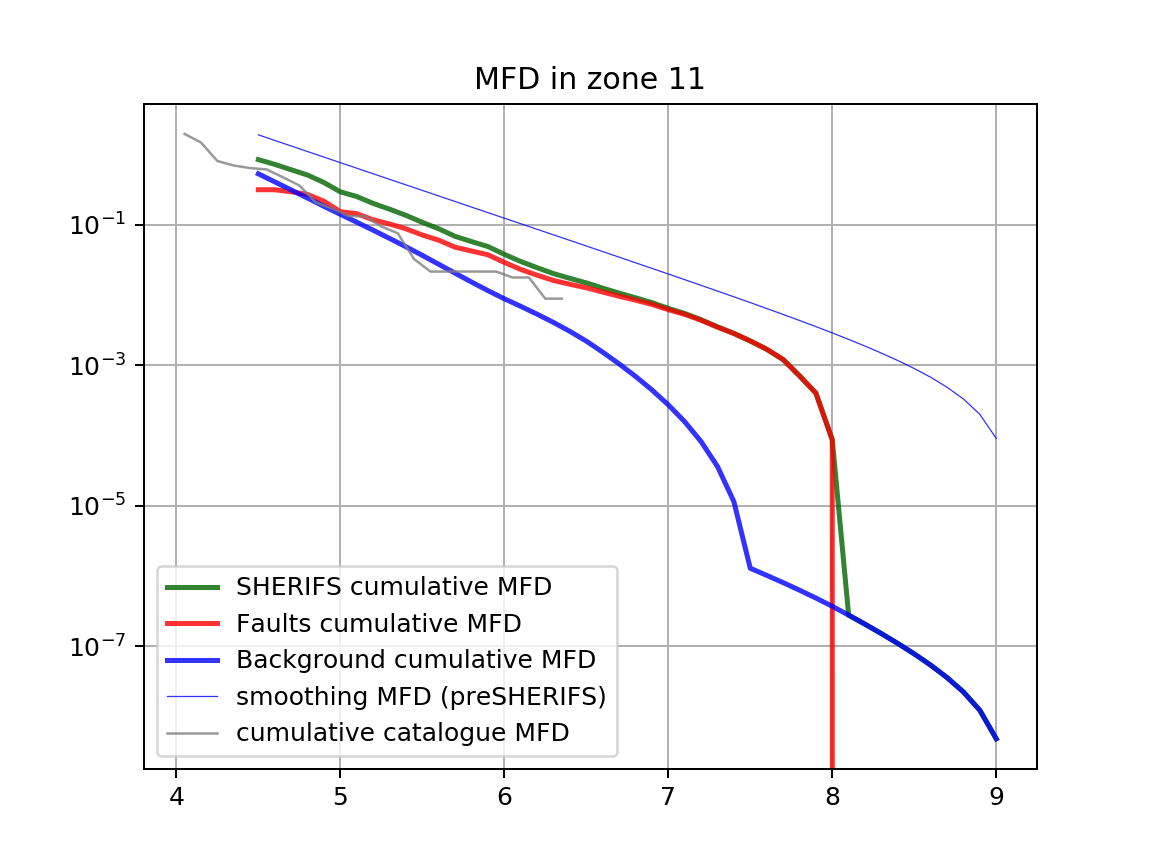 MFD in zone 11
10⁻¹
10⁻³
10⁻⁵
10⁻⁷
SHERIFS cumulative MFD
Faults cumulative MFD
Background cumulative MFD
smoothing MFD (preSHERIFS)
cumulative catalogue MFD
4 5 6 7 8 9